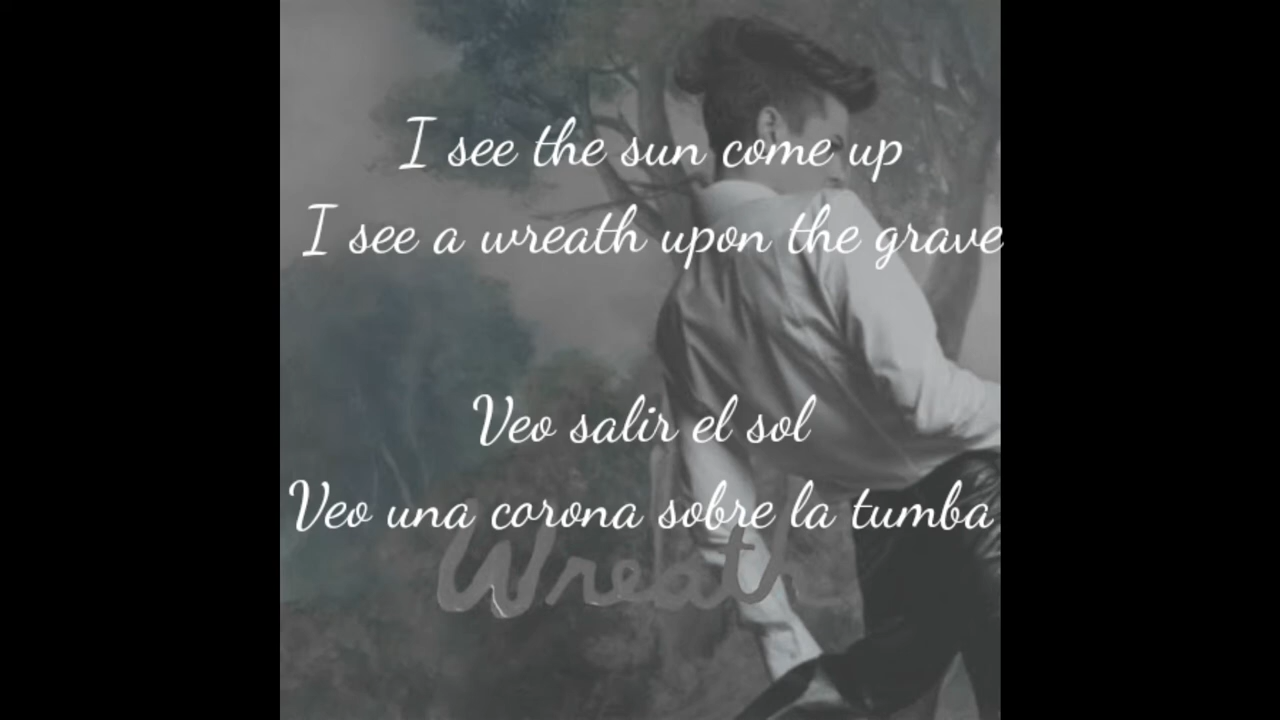 I see the sun come up
I see a wreath upon the grave
Veo salir el sol
Veo una corona sobre la tumba
Wreath